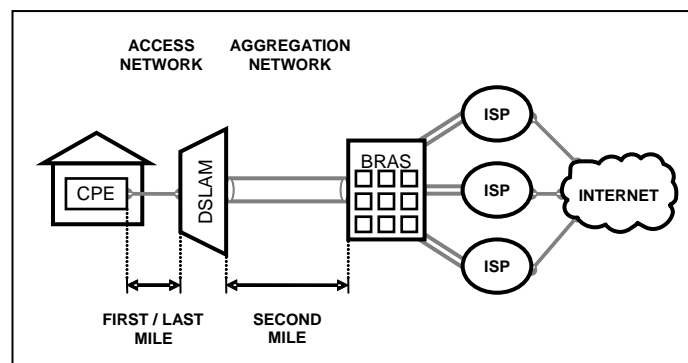 ACCESS
NETWORK
AGGREGATION
NETWORK
CPE
DSLAM
BRAS
ISP
ISP
ISP
INTERNET
FIRST / LAST
MILE
SECOND
MILE